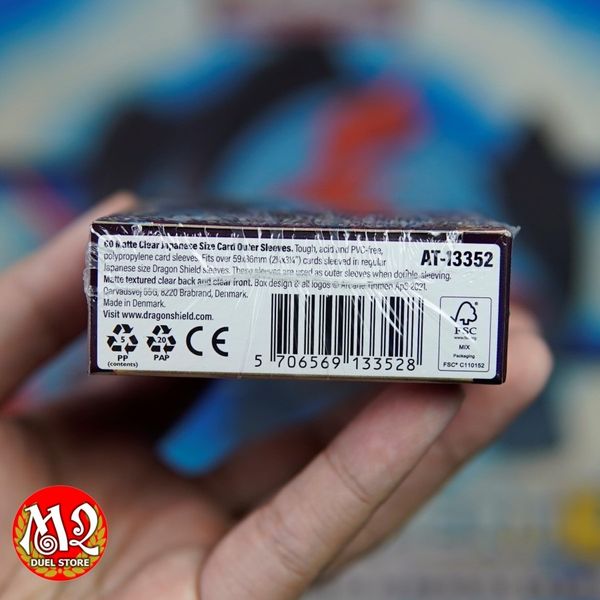 60 Matte Clear Japanese Size Card Outer Sleeves. Tough, acid and PVC-free,
polypropylene card sleeves. Fits over 59x86mm cards sleeved in regular
Japanese size Dragon Shield sleeves. These sleeves are used as outer sleeves when double-sleeving.
Matte textured clear back and clear front. Box design & all logos © Arcane Tinmen ApS 2021.
55G, 8220 Brabrand, Denmark.
Made in Denmark.
Visit www.dragonshield.com.
AT-13352
5
PP
(contents)
20
PAP
CE
5 706569 133528
FSC
MIX
Packaging
FSC® C110152
M2
DUEL STORE